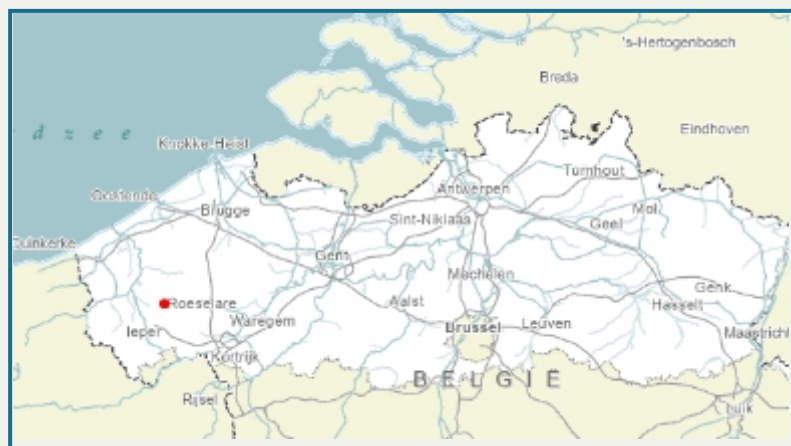 's-Hertogenbosch
Breda
dzee
Eindhoven
Knokke-Heist
Turnhout
Oostende
Antwerpen
Mol
Brugge
Sint-Niklaas
Geel
Duinkerke
Gent
Mechelen
Genk
Roeselare
Aalst
Hasselt
Ieper
Waregem
Brussel
Leuven
Maastricht
Kortrijk
BELGIË
Rijsel
Luik